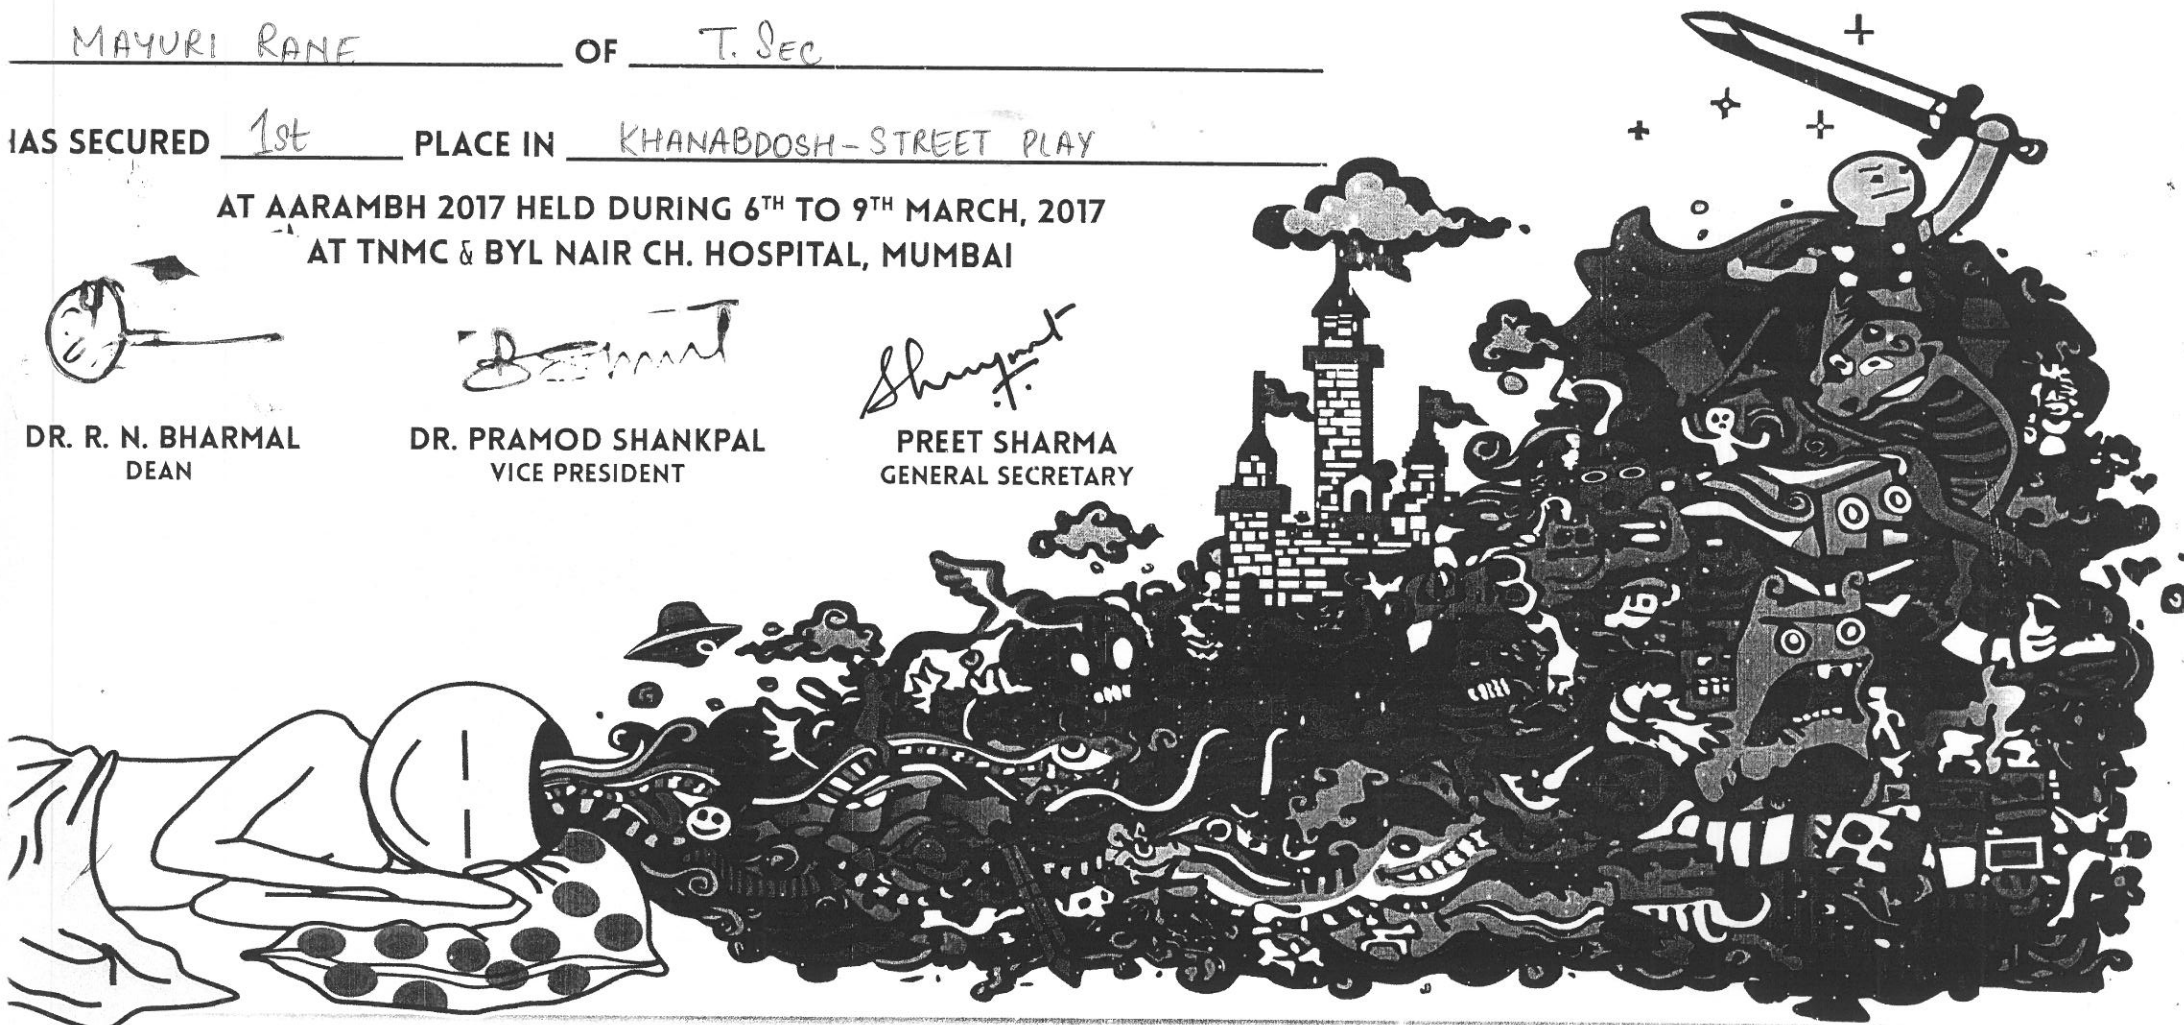 MAYURI RANE OF T. SEC
HAS SECURED 1st PLACE IN KHANABDOSH - STREET PLAY
AT AARAMBH 2017 HELD DURING 6TH TO 9TH MARCH, 2017
AT TNMC & BYL NAIR CH. HOSPITAL, MUMBAI
DR. R. N. BHARMAL DR. PRAMOD SHANKPAL PREET SHARMA
DEAN VICE PRESIDENT GENERAL SECRETARY